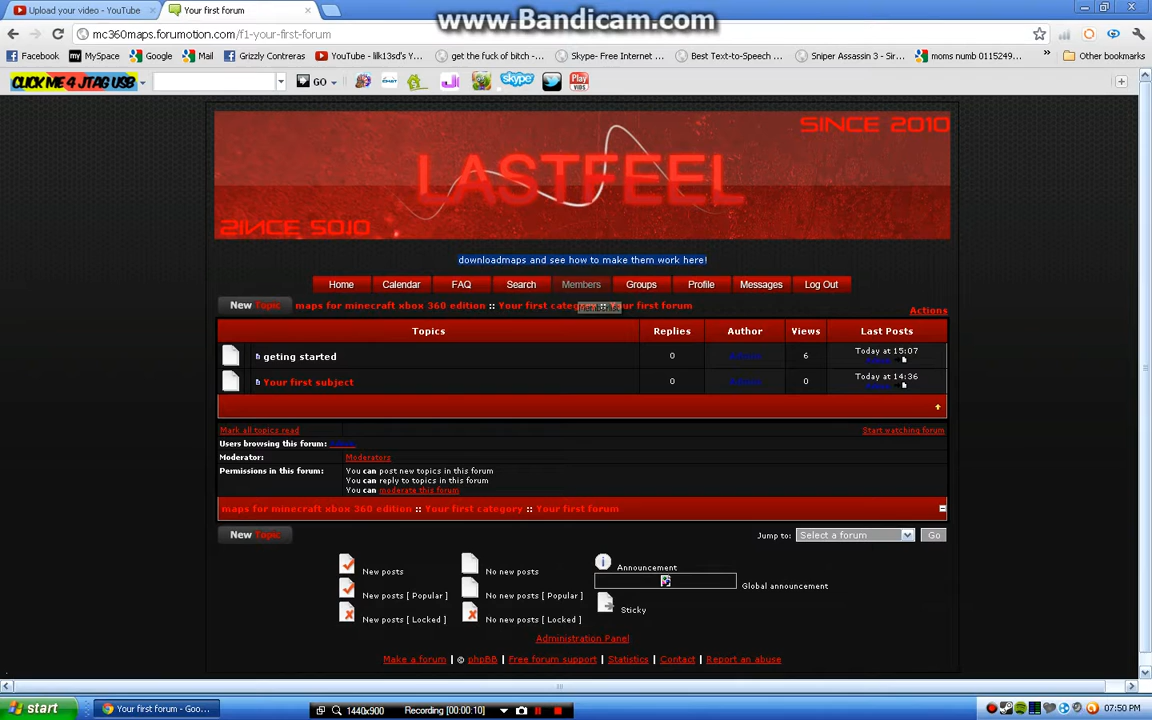 www.Bandicam.com
Upload your video - YouTube
Your first forum
mc360maps.forumotion.com/f1-your-first-forum
Facebook MySpace Google Mail Grizzly Contreras YouTube - lilk13sd's Y... get the fuck of bitch - ... Skype- Free Internet ... Best Text-to-Speech ... Sniper Assassin 3 - Sir... moms numb 0115249... » Other bookmarks
CLICK ME 4 JTAG USB GO skype Play VIDS
SINCE 2010
LASTFEEL
downloadmaps and see how to make them work here!
Home Calendar FAQ Search Members Groups Profile Messages Log Out
New Topic maps for minecraft xbox 360 edition :: Your first category :: Your first forum
Actions
Topics Replies Author Views Last Posts
geting started 0 6 Today at 15:07
Your first subject 0 0 Today at 14:36
Mark all topics read Start watching forum
Users browsing this forum:
Moderator: Moderators
Permissions in this forum: You can post new topics in this forum
You can reply to topics in this forum
You can moderate this forum
maps for minecraft xbox 360 edition :: Your first category :: Your first forum
New Topic Jump to: Select a forum Go
New posts No new posts Announcement
Global announcement
New posts [ Popular ] No new posts [ Popular ]
Sticky
New posts [ Locked ] No new posts [ Locked ]
Administration Panel
Make a forum | © phpBB | Free forum support | Statistics | Contact | Report an abuse
start Your first forum - Goo... 1440x900 Recording [00:00:10] 07:50 PM